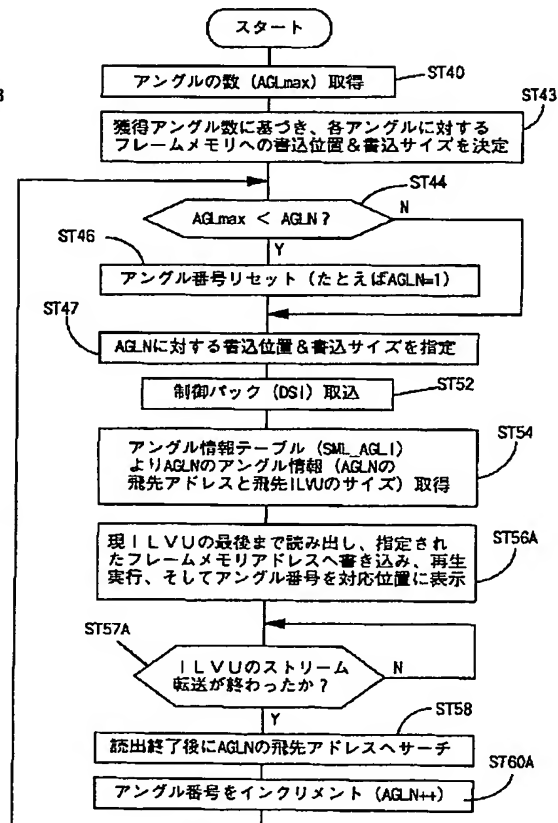 スタート
ST40
アングルの数 (AGLmax) 取得
ST43
獲得アングル数に基づき、各アングルに対する
フレームメモリへの書込位置&書込サイズを決定
ST44
AGLmax < AGLN?
N
ST46
Y
アングル番号リセット (たとえばAGLN=1)
ST47
AGLNに対する書込位置&書込サイズを指定
ST52
制御パック (DSI) 取込
ST54
アングル情報テーブル (SML_AGLI)
よりAGLNのアングル情報 (AGLNの
飛先アドレスと飛先ILVUのサイズ) 取得
ST56A
現ILVUの最後まで読み出し、指定され
たフレームメモリアドレスへ書き込み、再生
実行、そしてアングル番号を対応位置に表示
ST57A
ILVUのストリーム
転送が終わったか?
N
Y
ST58
読出終了後にAGLNの飛先アドレスへサーチ
ST60A
アングル番号をインクリメント (AGLN++)